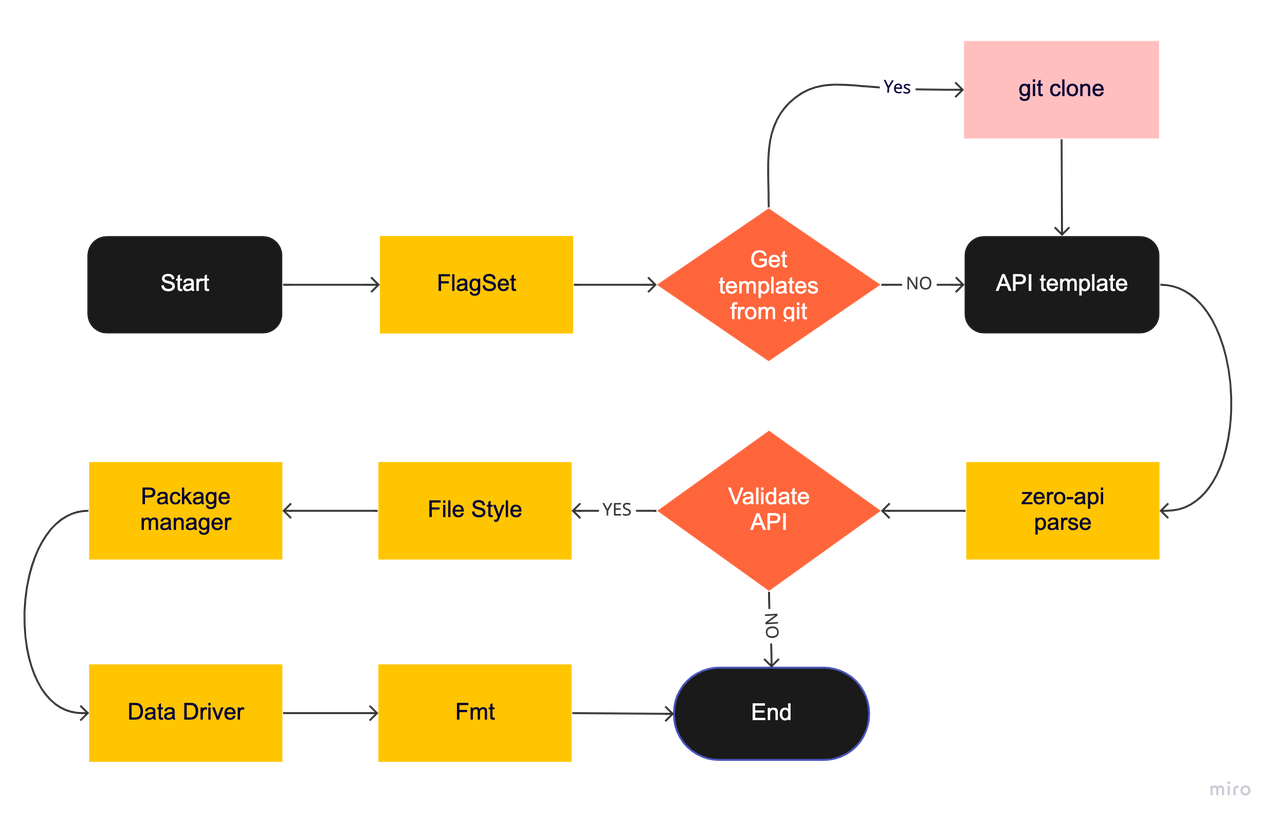 Yes
git clone
Start
FlagSet
Get
templates
from git
NO
API template
Package
manager
File Style
YES
Validate
API
zero-api
parse
NO
Data Driver
Fmt
End
miro